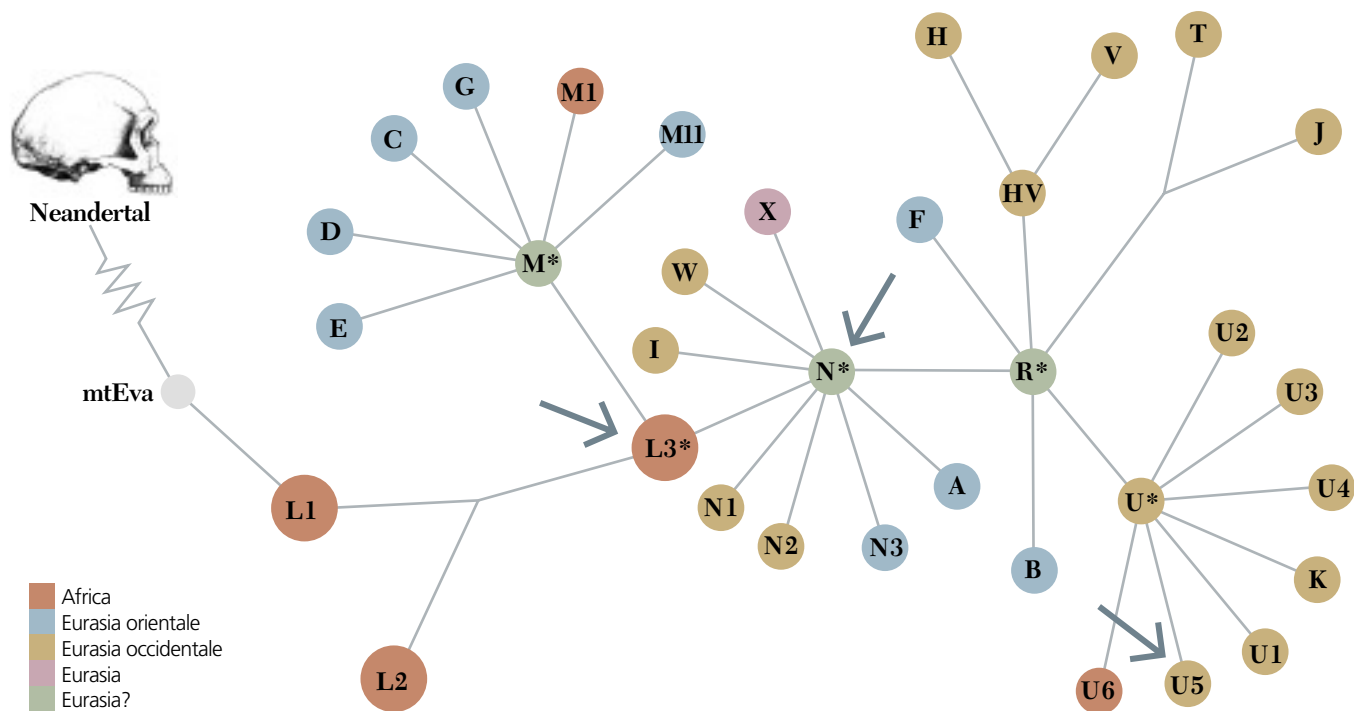 H
V
T
G
M1
J
C
M11
Neandertal
HV
X
F
D
M*
W
E
U2
I
N*
R*
mtEva
U3
L3*
A
U4
L1
N1
U*
N2
N3
B
K
Africa
Eurasia orientale
Eurasia occidentale
Eurasia
Eurasia?
L2
U1
U6
U5